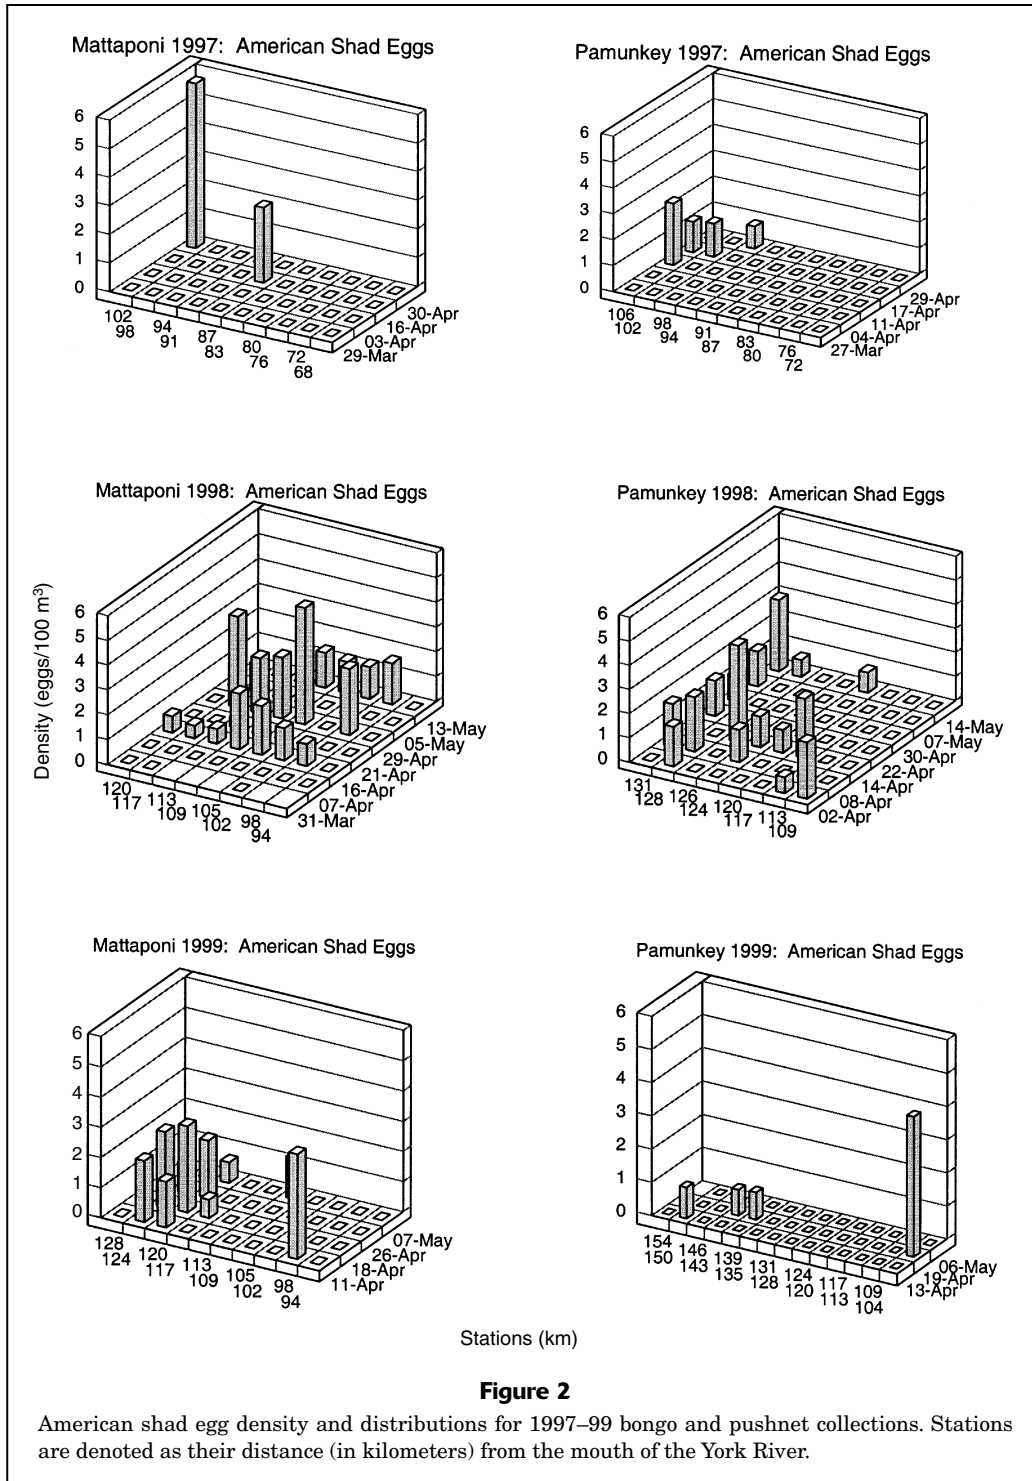 Mattaponi 1997: American Shad Eggs
6
5
4
3
2
1
0
102
98
94
91
87
83
80
76
72
68
29-Mar
03-Apr
16-Apr
30-Apr
Pamunkey 1997: American Shad Eggs
6
5
4
3
2
1
0
106
102
98
94
91
87
83
80
76
72
27-Mar
04-Apr
11-Apr
17-Apr
29-Apr
Density (eggs/100 m³)
Mattaponi 1998: American Shad Eggs
6
5
4
3
2
1
0
120
117
113
109
105
102
98
94
31-Mar
07-Apr
16-Apr
21-Apr
29-Apr
05-May
13-May
Pamunkey 1998: American Shad Eggs
6
5
4
3
2
1
0
131
128
126
124
120
117
113
109
02-Apr
08-Apr
14-Apr
22-Apr
30-Apr
07-May
14-May
Mattaponi 1999: American Shad Eggs
6
5
4
3
2
1
0
128
124
120
117
113
109
105
102
98
94
11-Apr
18-Apr
26-Apr
07-May
Pamunkey 1999: American Shad Eggs
6
5
4
3
2
1
0
154
150
146
143
139
135
131
128
124
120
117
113
109
104
13-Apr
19-Apr
06-May
Stations (km)
Figure 2
American shad egg density and distributions for 1997–99 bongo and pushnet collections. Stations
are denoted as their distance (in kilometers) from the mouth of the York River.